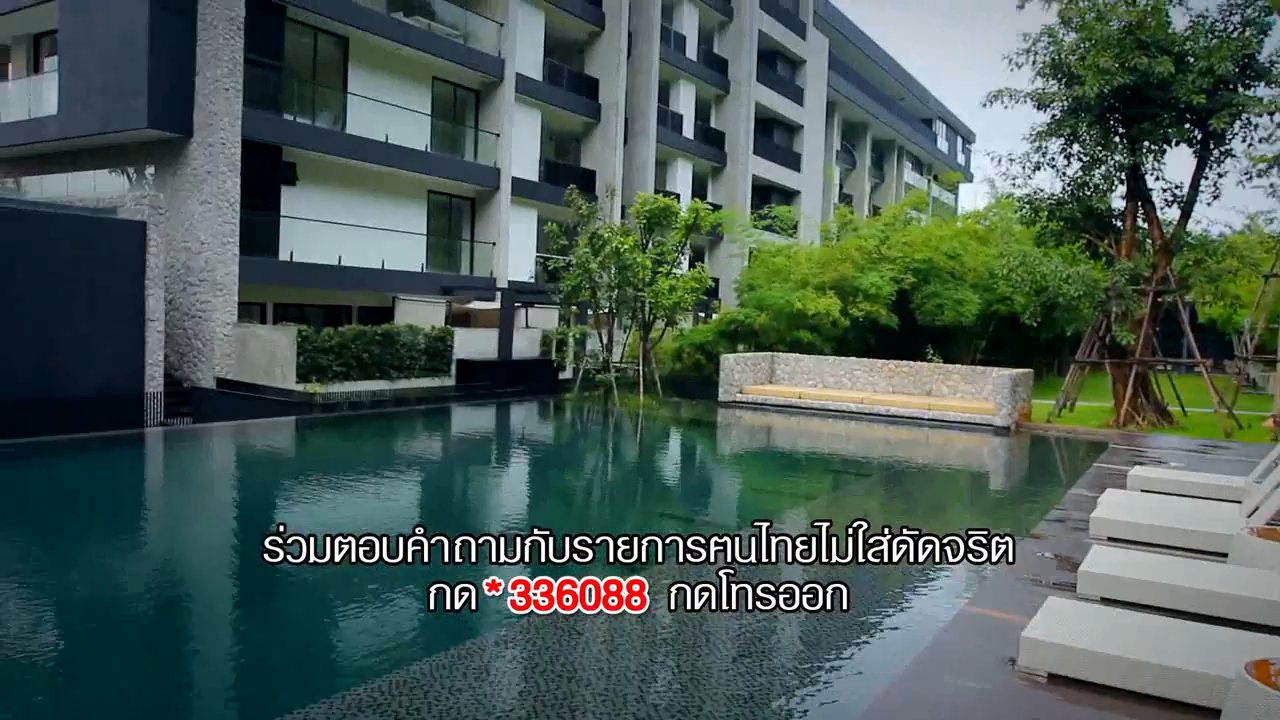 ร่วมตอบคำถามกับรายการฅนไทยไม่ใส่ดัดจริต
กด *336088 กดโทรออก